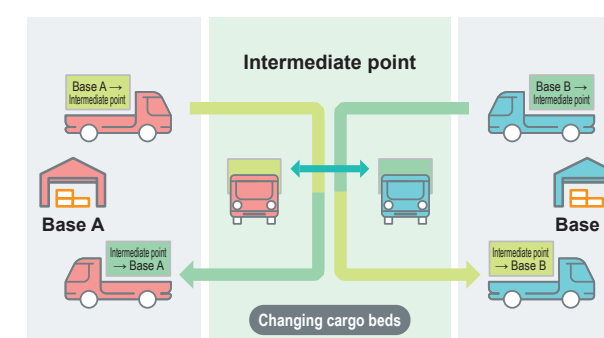 Intermediate point
Base A →
Intermediate point
Base B →
Intermediate point
Base A
Base
Intermediate point
→ Base A
Intermediate point
→ Base B
Changing cargo beds